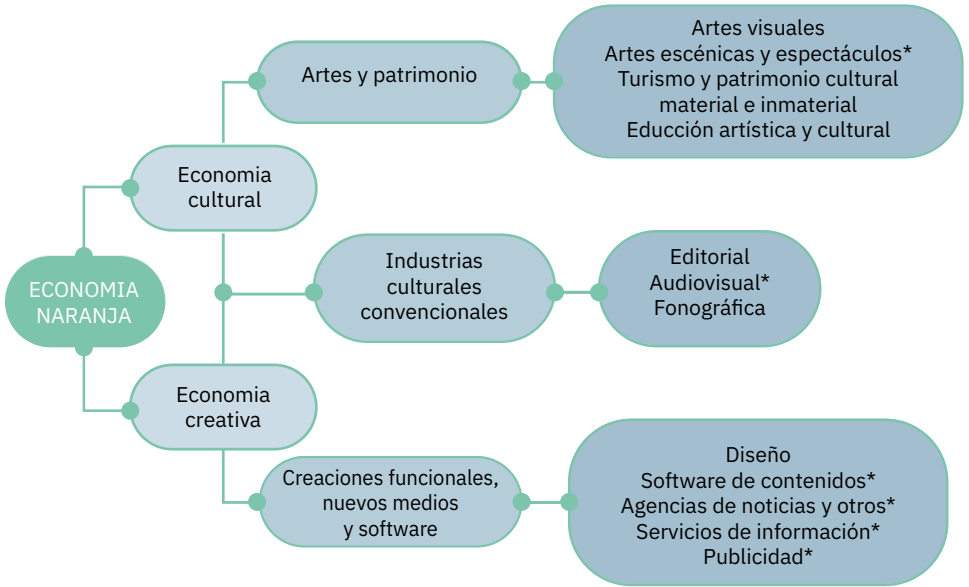 Artes visuales
Artes escénicas y espectáculos*
Turismo y patrimonio cultural
material e inmaterial
Educción artística y cultural
Artes y patrimonio
Economia
cultural
Industrias
culturales
convencionales
Editorial
Audiovisual*
Fonográfica
ECONOMIA
NARANJA
Economia
creativa
Creaciones funcionales,
nuevos medios
y software
Diseño
Software de contenidos*
Agencias de noticias y otros*
Servicios de información*
Publicidad*